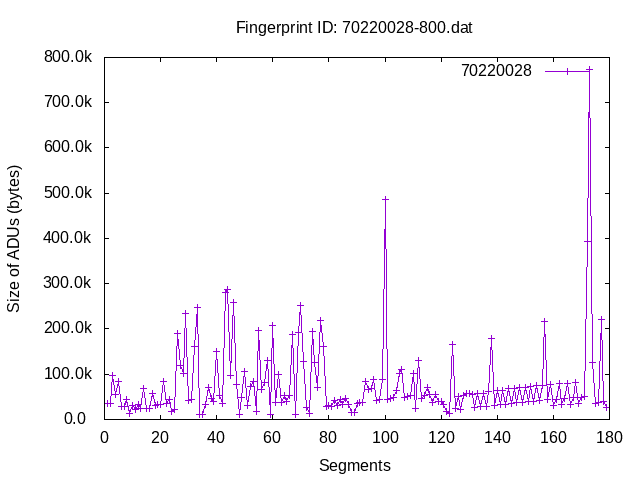 Fingerprint ID: 70220028-800.dat
800.0k
700.0k
600.0k
500.0k
400.0k
300.0k
200.0k
100.0k
0.0
70220028
Size of ADUs (bytes)
0 20 40 60 80 100 120 140 160 180
Segments